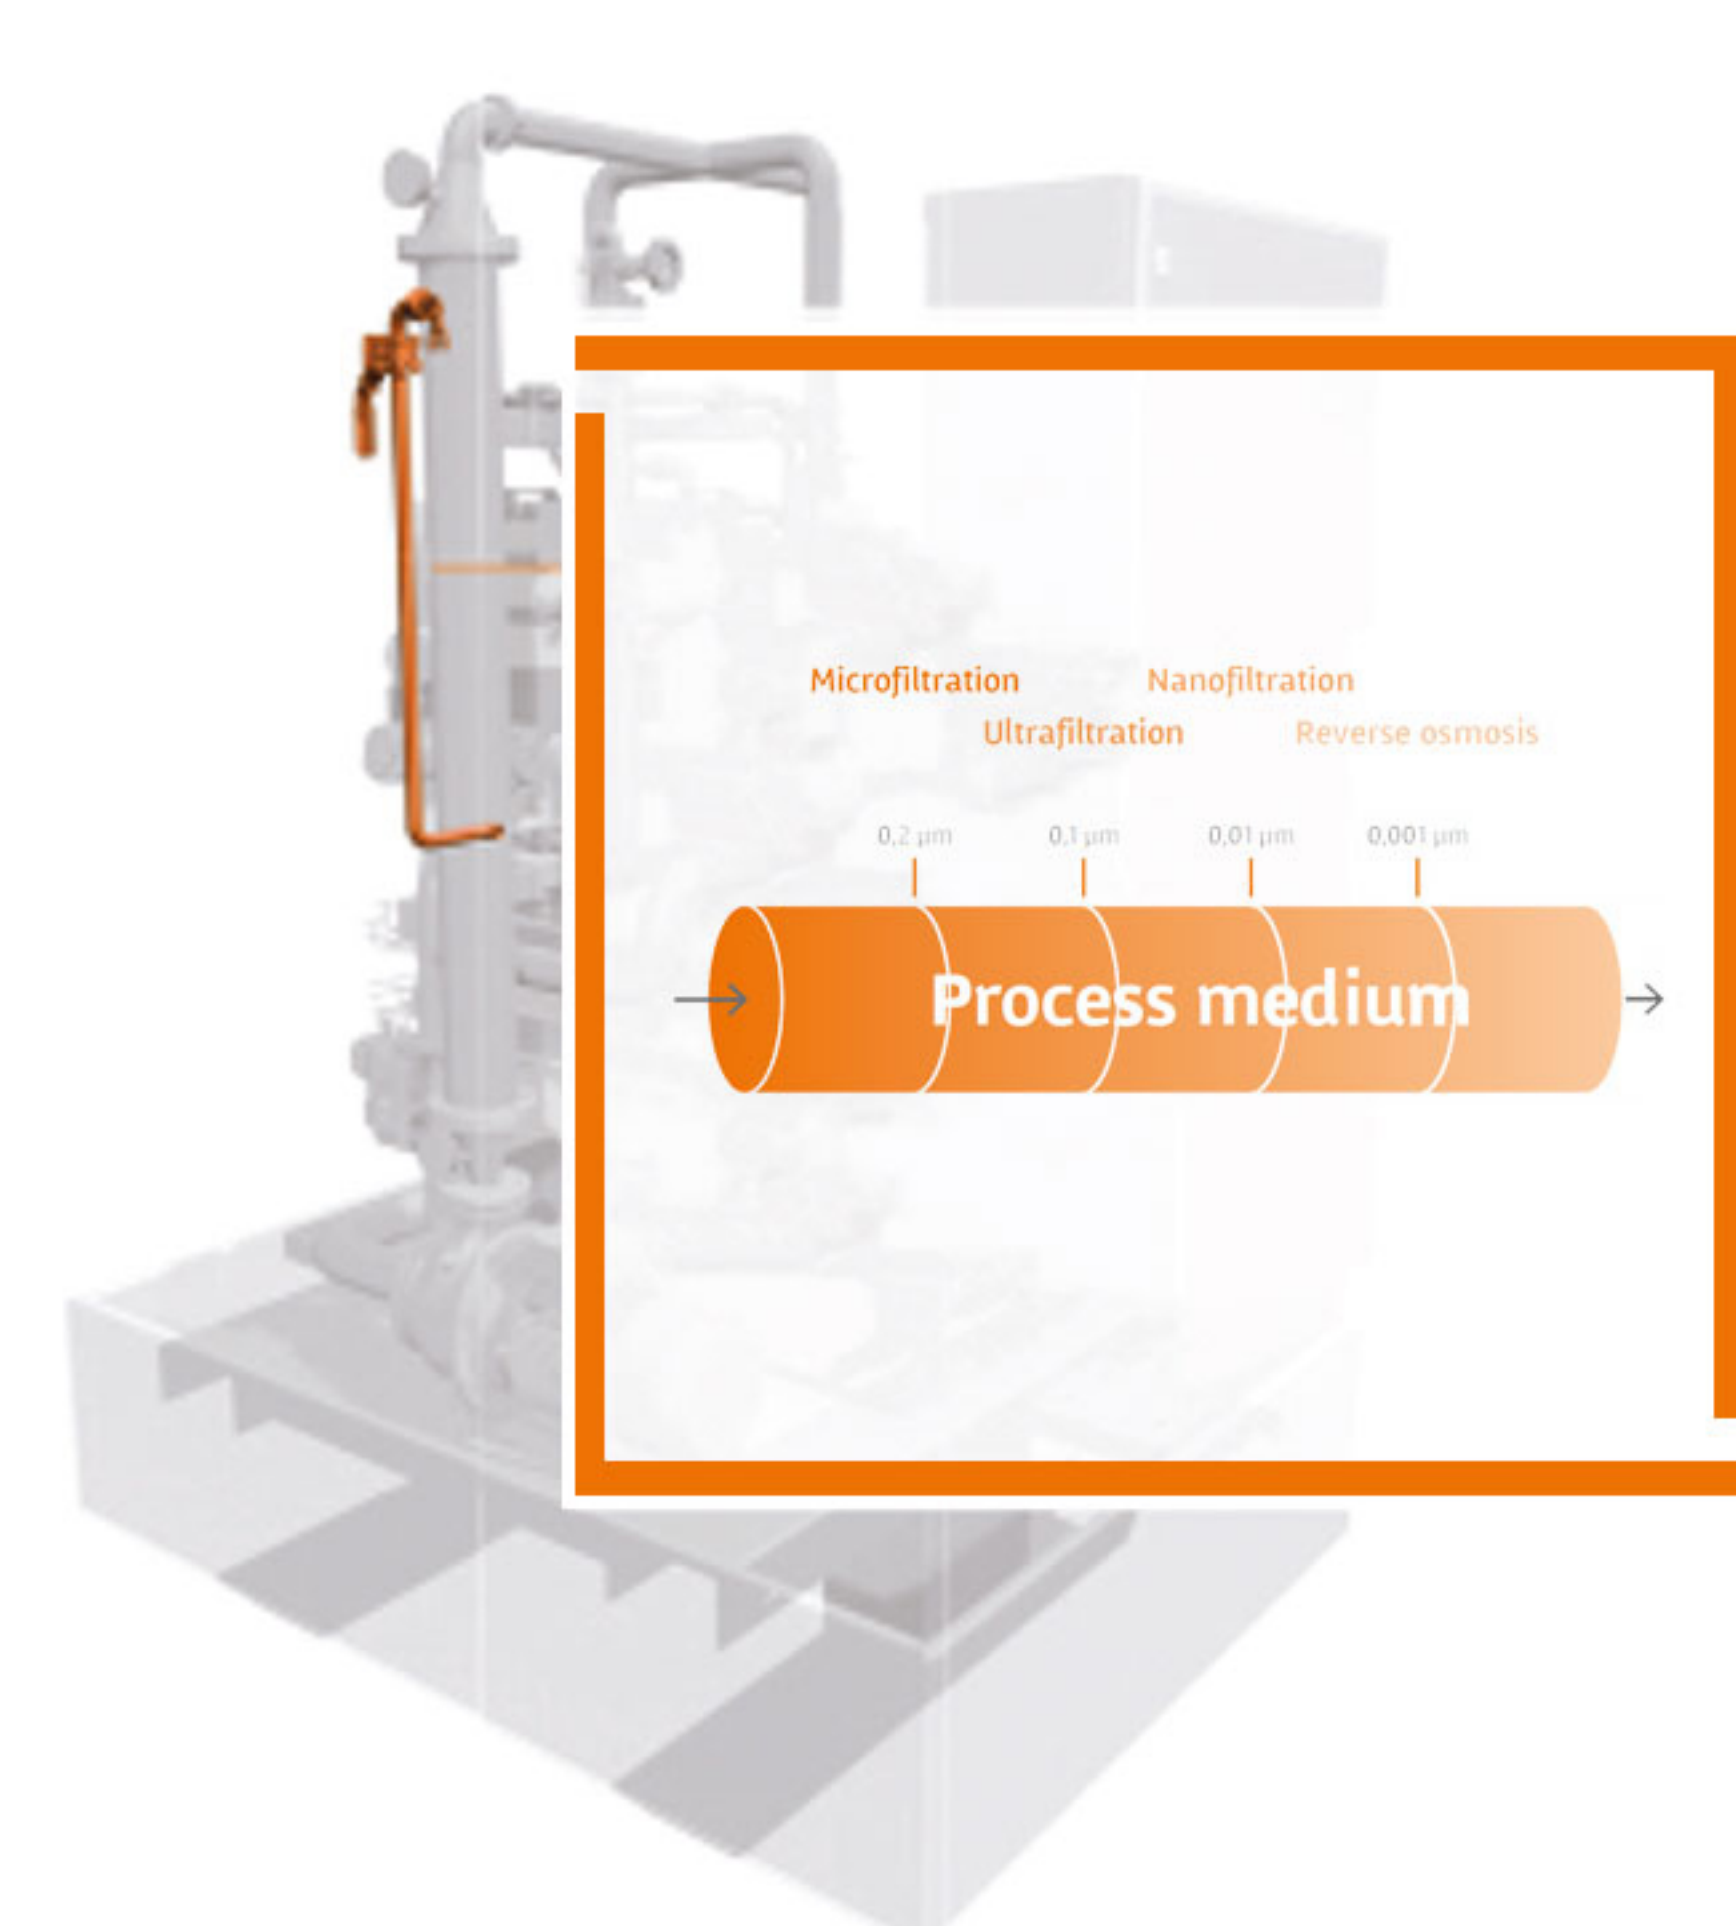 Microfiltration
Nanofiltration
Ultrafiltration
Reverse osmosis
0,2 µm
0,1 µm
0,01 µm
0,001 µm
Process medium